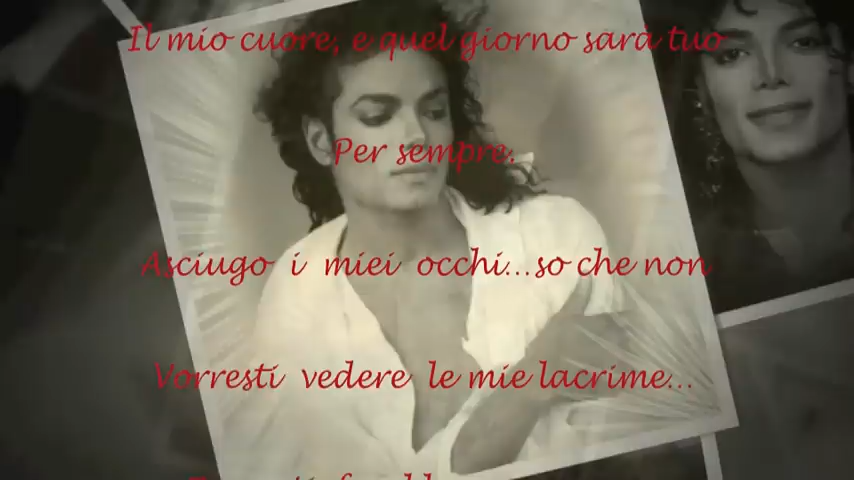 Il mio cuore, e quel giorno sarà tuo
Per sempre.
Asciugo i miei occhi...so che non
Vorresti vedere le mie lacrime...